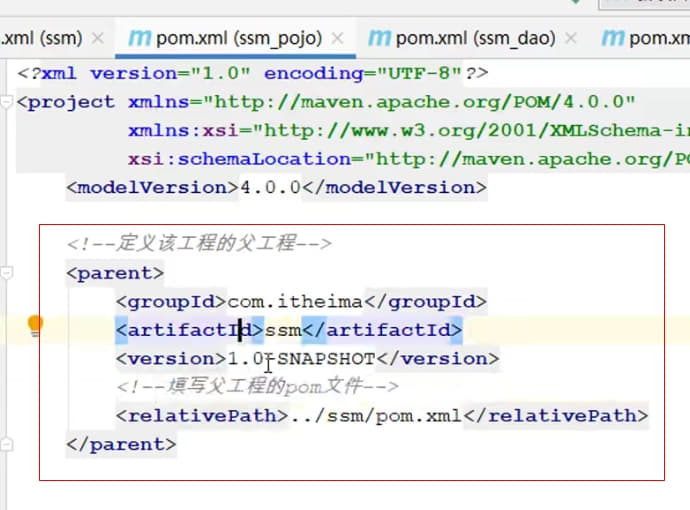 .xml (ssm) × m pom.xml (ssm_pojo) × m pom.xml (ssm_dao) × m pom.xm
<?xml version="1.0" encoding="UTF-8"?>
<project xmlns="http://maven.apache.org/POM/4.0.0"
xmlns:xsi="http://www.w3.org/2001/XMLSchema-in
xsi:schemaLocation="http://maven.apache.org/PO
<modelVersion>4.0.0</modelVersion>
<!--定义该工程的父工程-->
<parent>
<groupId>com.itheima</groupId>
<artifactId>ssm</artifactId>
<version>1.0-SNAPSHOT</version>
<!--填写父工程的pom文件-->
<relativePath>../ssm/pom.xml</relativePath>
</parent>